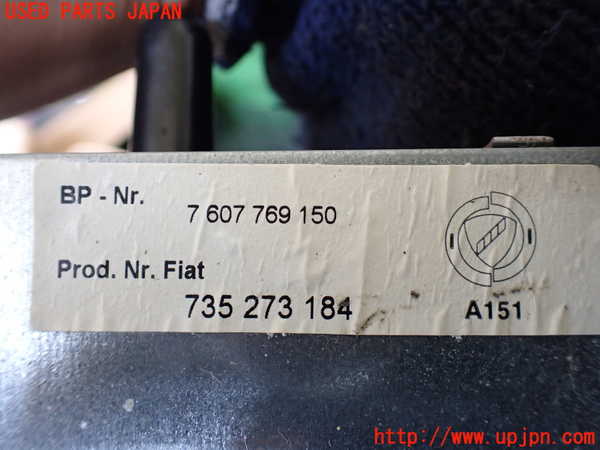 USED PARTS JAPAN
BP - Nr. 7 607 769 150
Prod. Nr. Fiat
735 273 184 A151
http://www.upjpn.com/